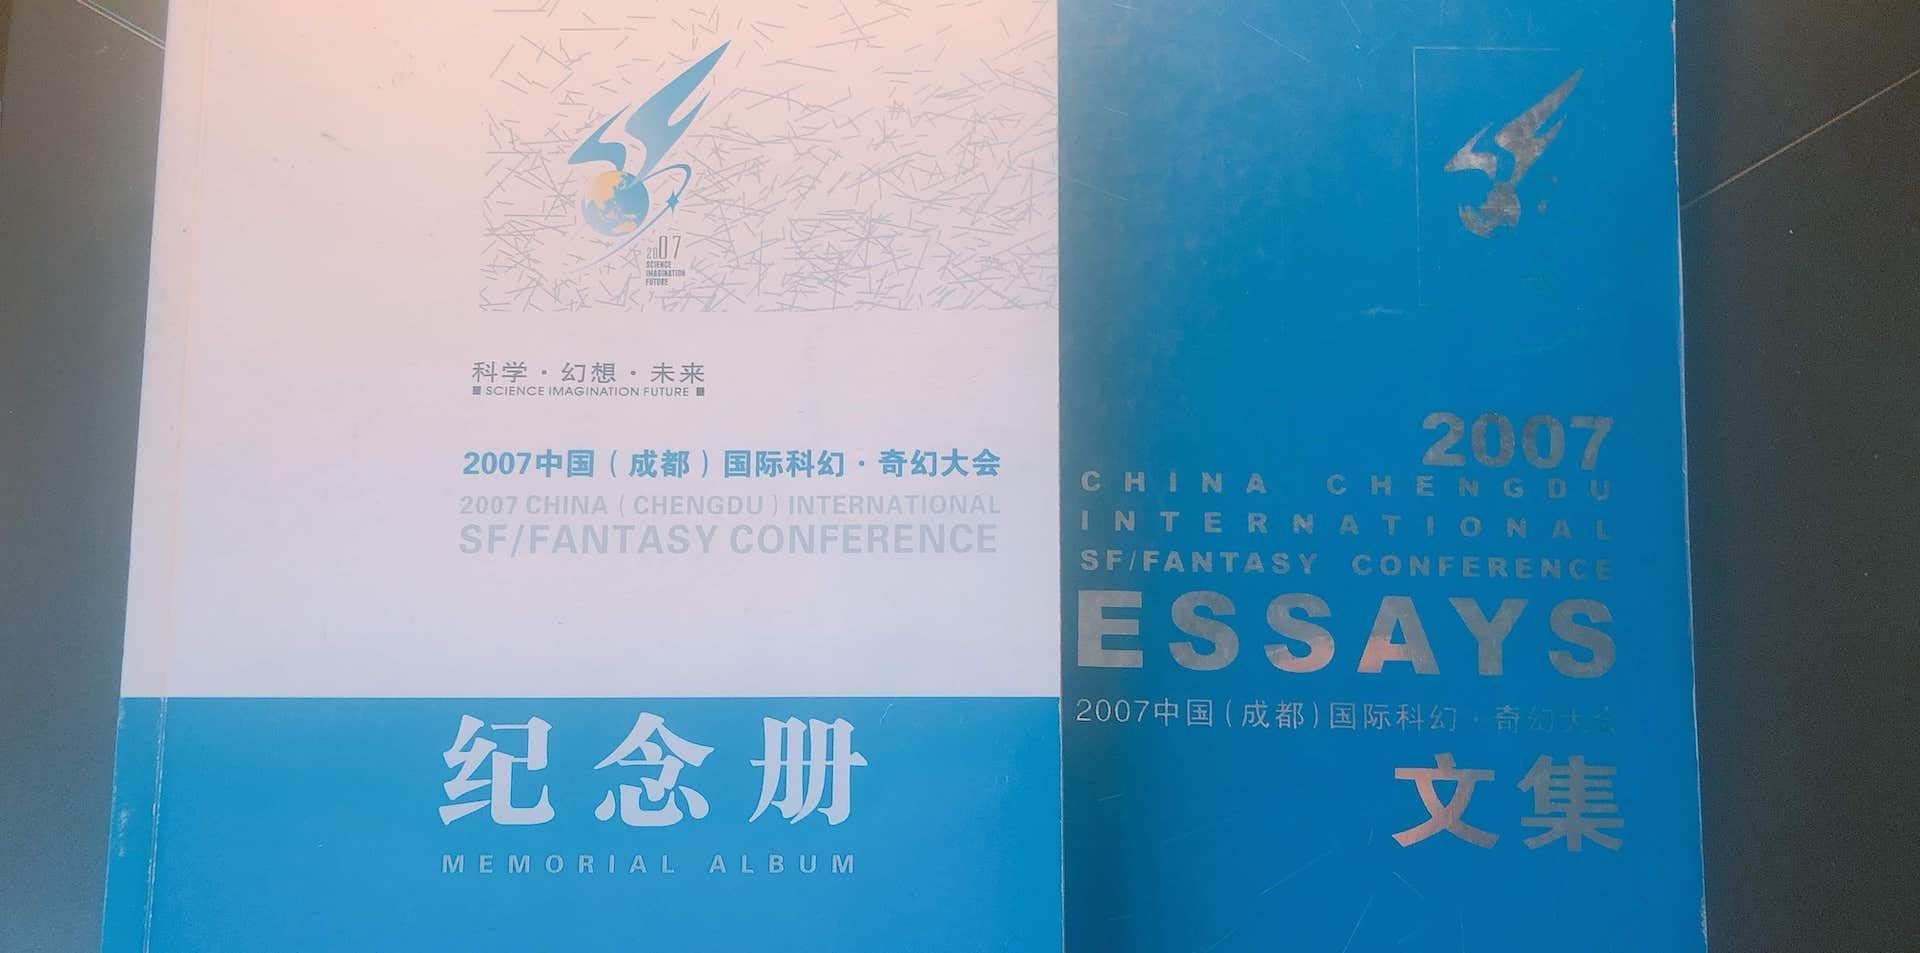 2007
SCIENCE
IMAGINATION
FUTURE
科学·幻想·未来
SCIENCE IMAGINATION FUTURE
2007中国(成都)国际科幻·奇幻大会
2007 CHINA (CHENGDU) INTERNATIONAL
SF/FANTASY CONFERENCE
纪念册
MEMORIAL ALBUM
2007
CHINA CHENGDU
INTERNATIONAL
SF/FANTASY CONFERENCE
ESSAYS
2007中国(成都)国际科幻·奇幻大会
文集